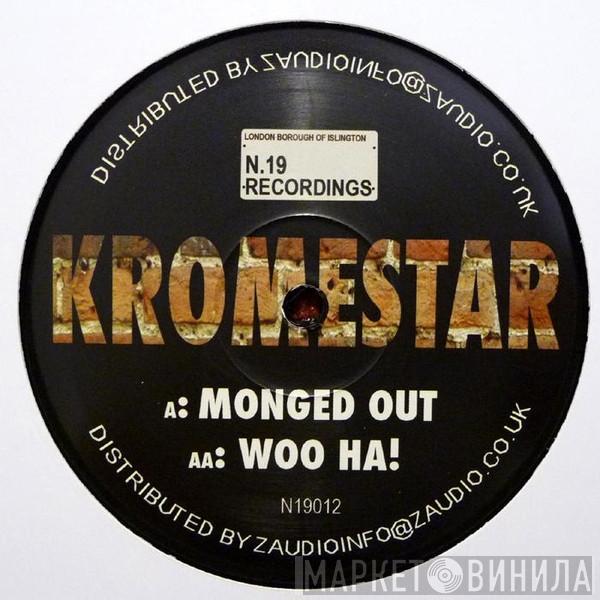 DISTRIBUTED BY ZAUDIOINFO@ZAUDIO.CO.UK
LONDON BOROUGH OF ISLINGTON
N.19
RECORDINGS
KROMESTAR
A: MONGED OUT
AA: WOO HA!
N19012
DISTRIBUTED BY ZAUDIOINFO@ZAUDIO.CO.UK
МАРКЕТ ВИНИЛА